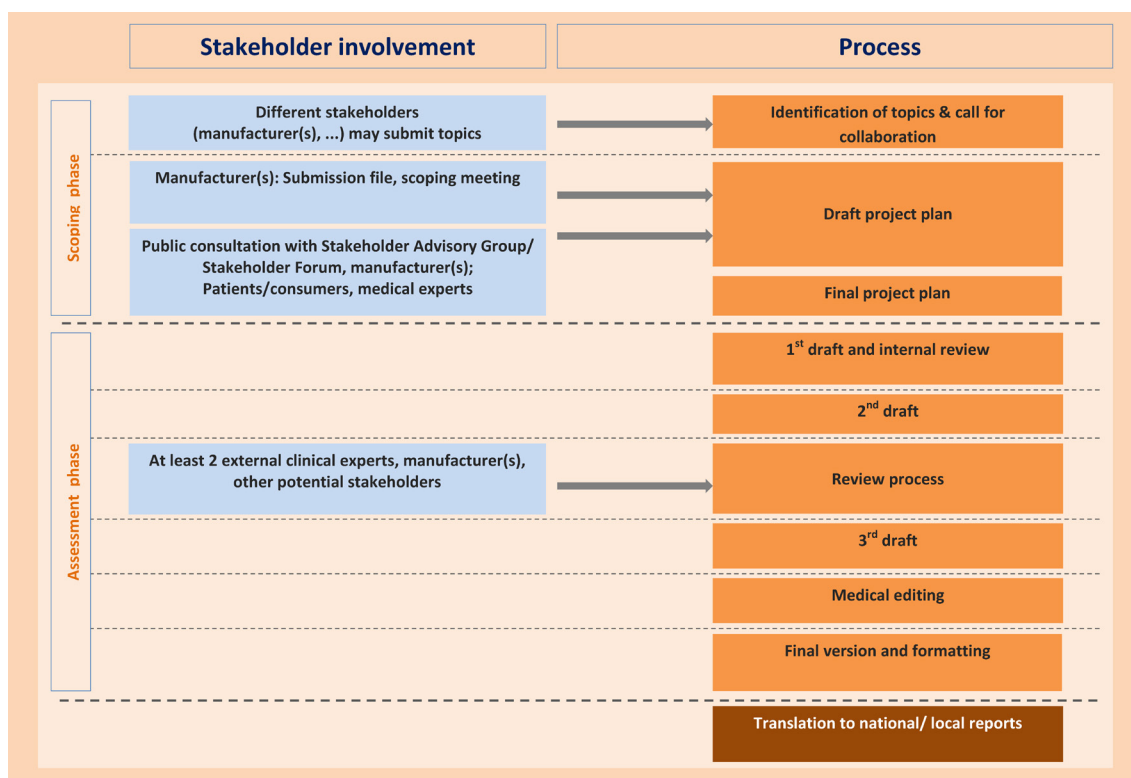 Stakeholder involvement
Process
Scoping phase
Different stakeholders
(manufacturer(s), ...) may submit topics
Identification of topics & call for
collaboration
Manufacturer(s): Submission file, scoping meeting
Draft project plan
Public consultation with Stakeholder Advisory Group/
Stakeholder Forum, manufacturer(s);
Patients/consumers, medical experts
Final project plan
Assessment phase
1st draft and internal review
2nd draft
At least 2 external clinical experts, manufacturer(s),
other potential stakeholders
Review process
3rd draft
Medical editing
Final version and formatting
Translation to national/ local reports